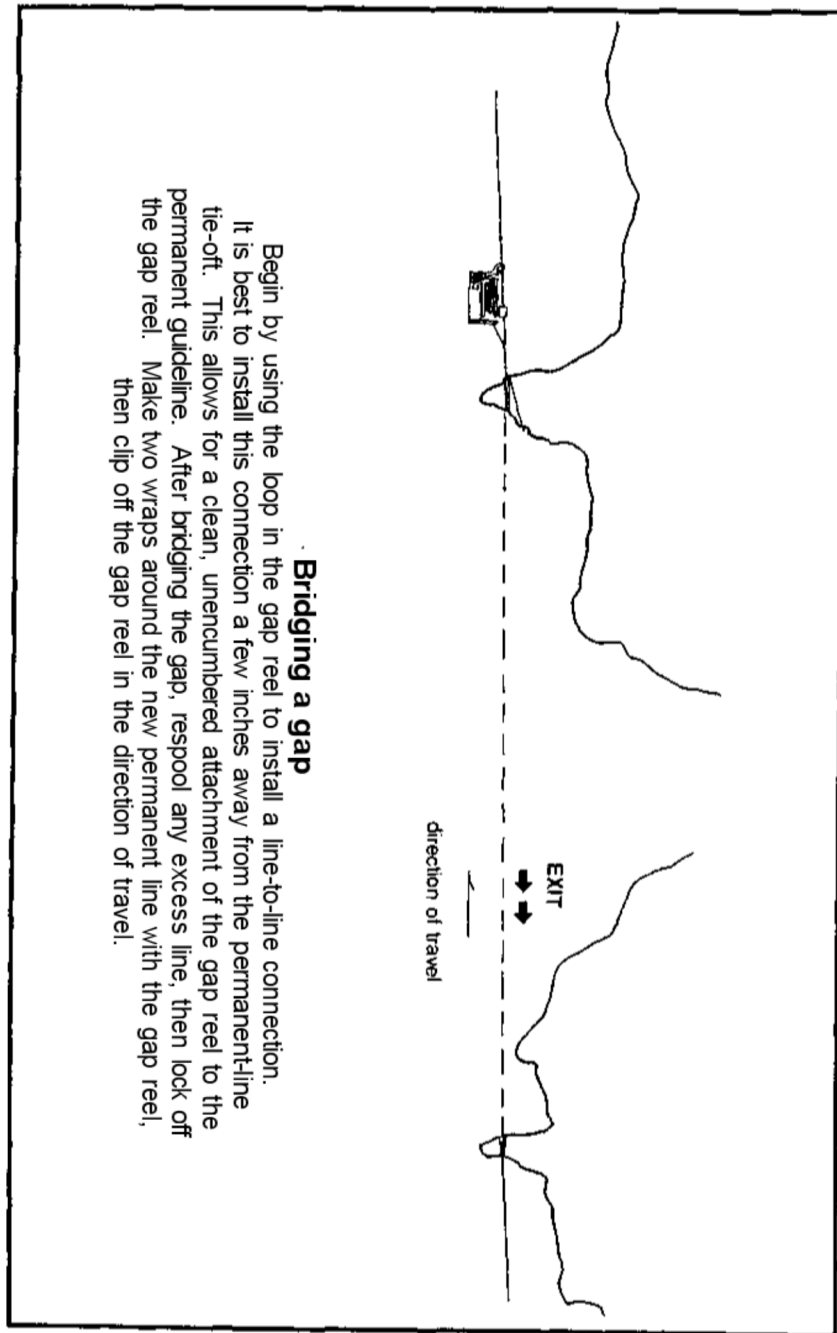 EXIT
direction of travel
Bridging a gap
Begin by using the loop in the gap reel to install a line-to-line connection.
It is best to install this connection a few inches away from the permanent-line
tie-oft. This allows for a clean, unencumbered attachment of the gap reel to the
permanent guideline. After bridging the gap, respool any excess line, then lock off
the gap reel. Make two wraps around the new permanent line with the gap reel,
then clip off the gap reel in the direction of travel.